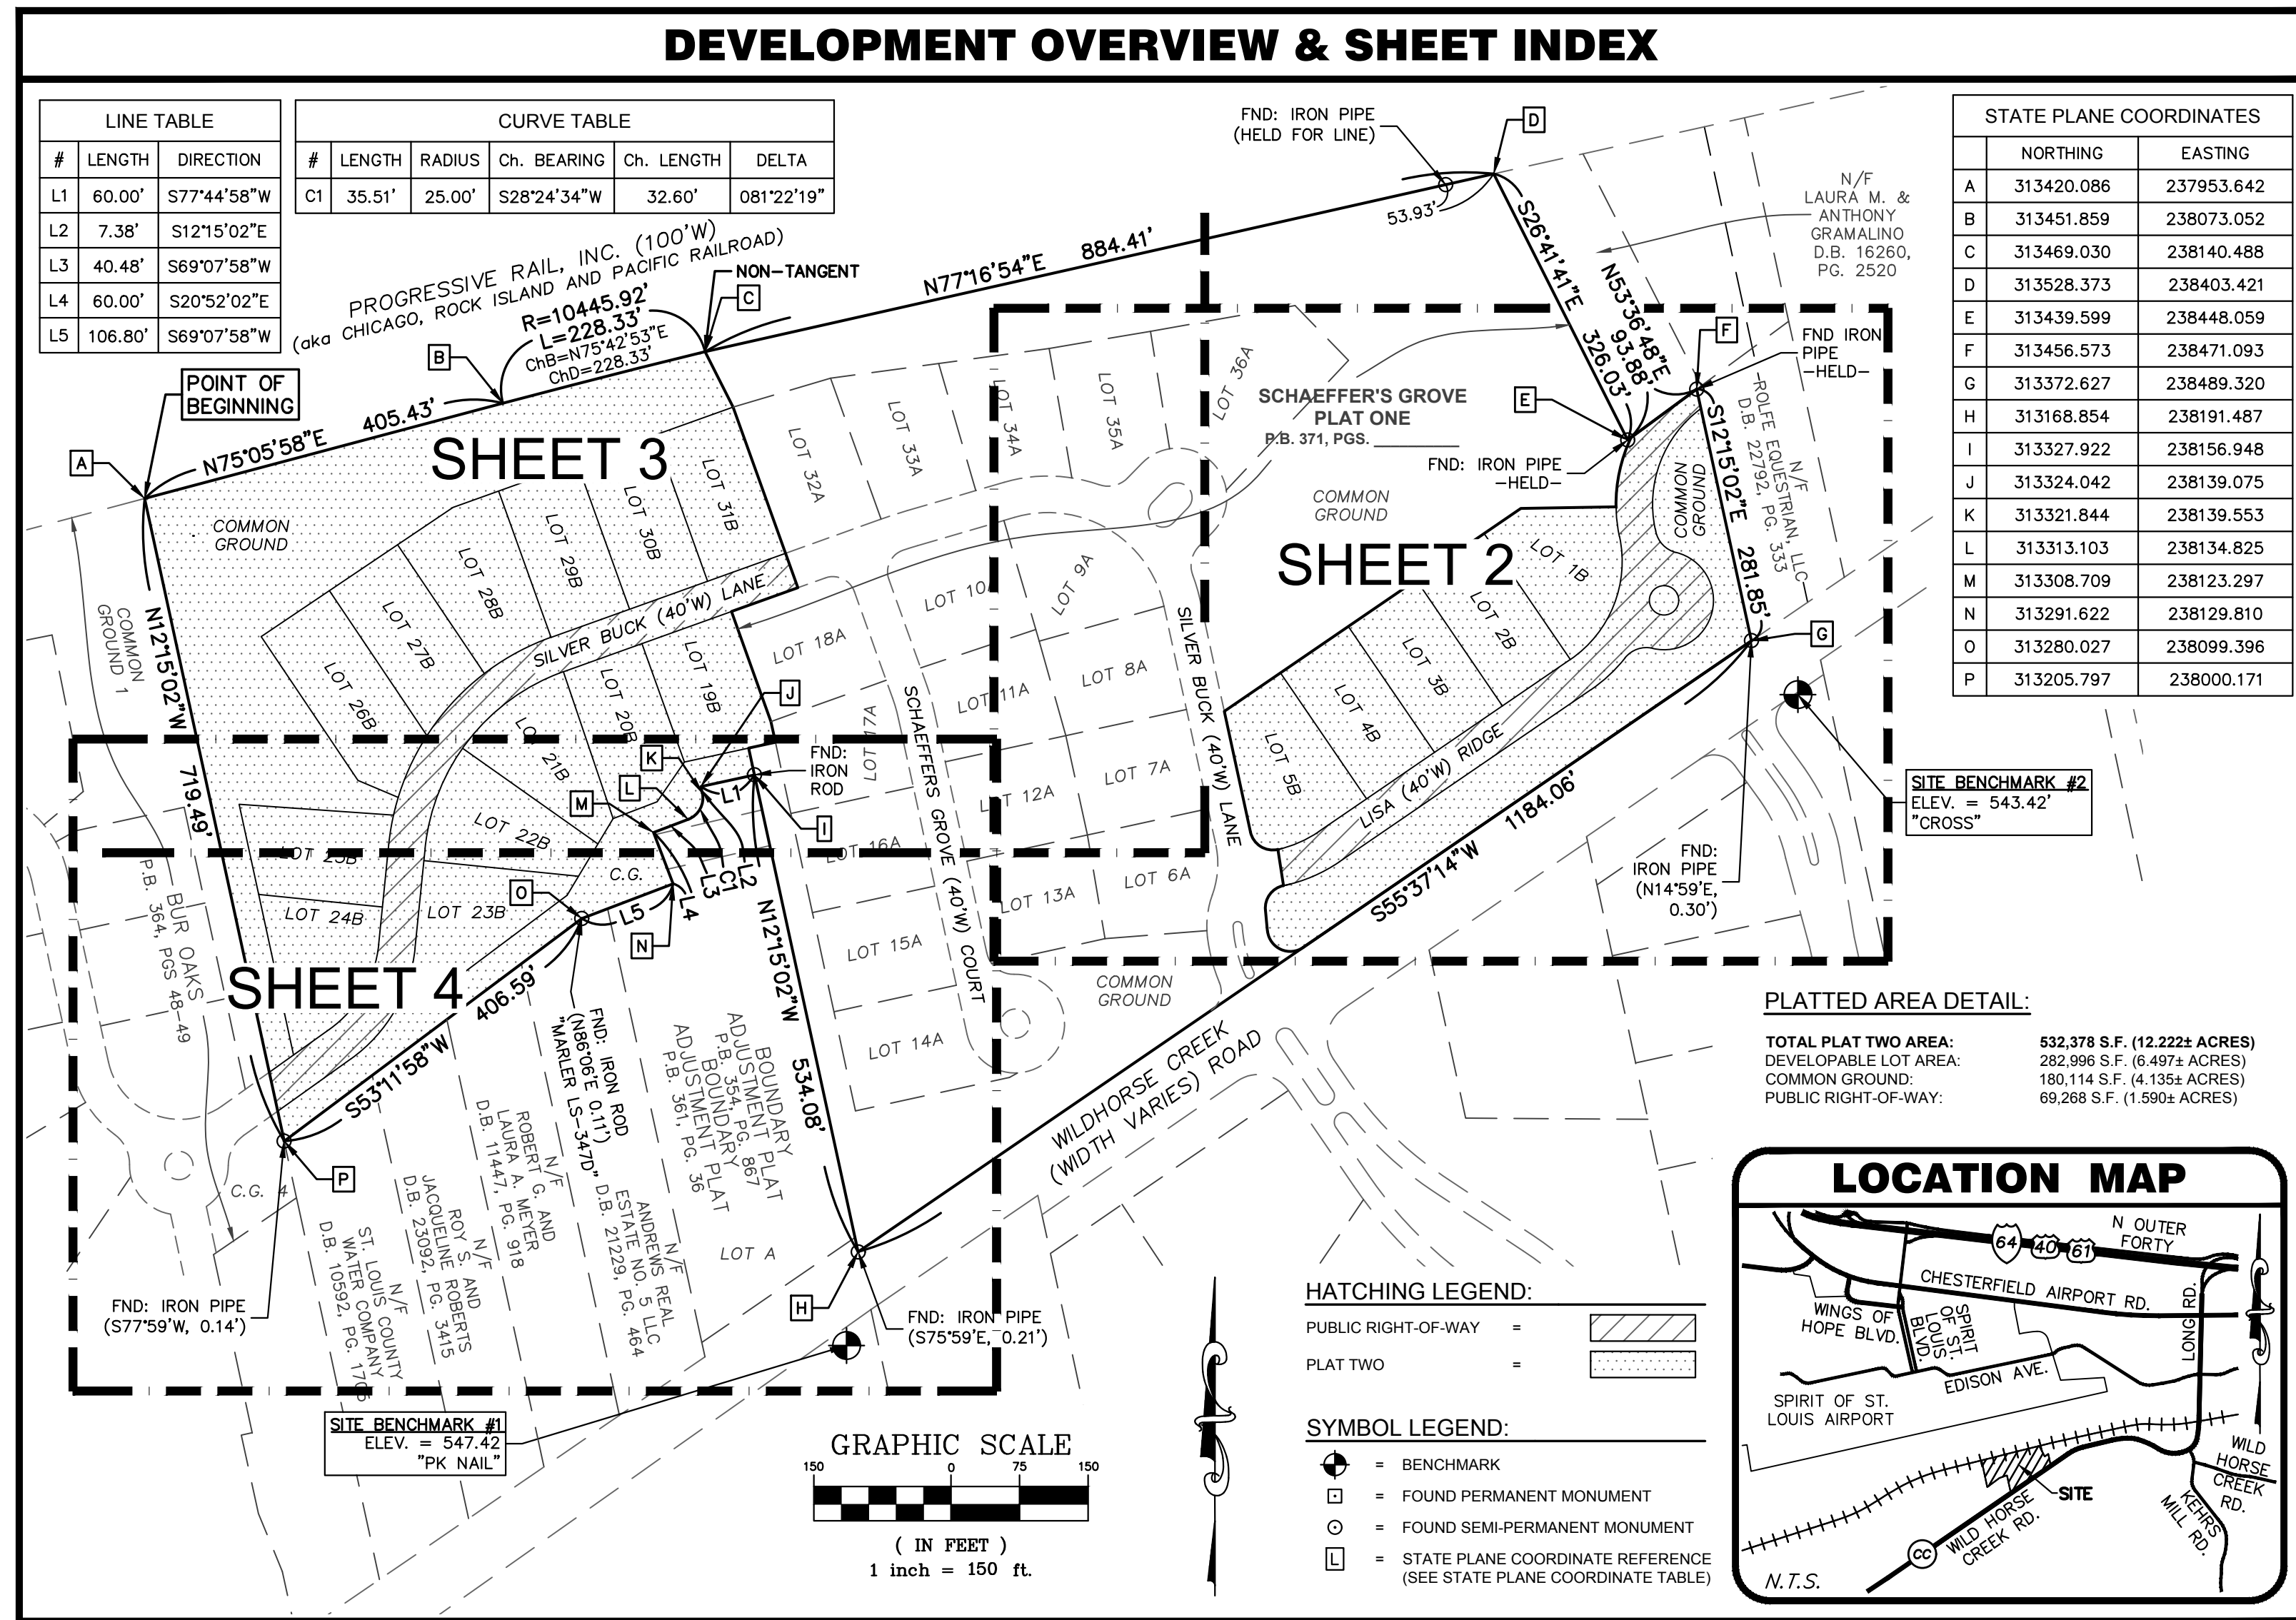 DEVELOPMENT OVERVIEW & SHEET INDEX
LINE TABLE
# LENGTH DIRECTION
L1 60.00' S77°44'58"W
L2 7.38' S12°15'02"E
L3 40.48' S69°07'58"W
L4 60.00' S20°52'02"E
L5 106.80' S69°07'58"W
CURVE TABLE
# LENGTH RADIUS Ch. BEARING Ch. LENGTH DELTA
C1 35.51' 25.00' S28°24'34"W 32.60' 081°22'19"
STATE PLANE COORDINATES
NORTHING EASTING
A 313420.086 237953.642
B 313451.859 238073.052
C 313469.030 238140.488
D 313528.373 238403.421
E 313439.599 238448.059
F 313456.573 238471.093
G 313372.627 238489.320
H 313168.854 238191.487
I 313327.922 238156.948
J 313324.042 238139.075
K 313321.844 238139.553
L 313313.103 238134.825
M 313308.709 238123.297
N 313291.622 238129.810
O 313280.027 238099.396
P 313205.797 238000.171
PROGRESSIVE RAIL, INC. (100'W)
(aka CHICAGO, ROCK ISLAND AND PACIFIC RAILROAD)
R=10445.92'
L=228.33'
ChB=N75°42'53"E
ChD=228.33'
NON-TANGENT
C
B
POINT OF
BEGINNING
A
N75°05'58"E 405.43'
N77°16'54"E 884.41'
FND: IRON PIPE
(HELD FOR LINE)
D
53.93'
S26°41'41"E 326.03'
N53°36'48"E
93.88'
N/F
LAURA M. &
ANTHONY
GRAMALINO
D.B. 16260,
PG. 2520
F
FND IRON
PIPE
-HELD-
E
FND: IRON PIPE
-HELD-
S12°15'02"E 281.85'
N/F
ROLFE EQUESTRIAN, LLC
D.B. 22792, PG. 333
G
SHEET 3
COMMON
GROUND
LOT 26B
LOT 27B
LOT 28B
LOT 29B
LOT 30B
LOT 31B
LOT 32A
LOT 33A
LOT 34A
LOT 35A
LOT 36A
SCHAEFFER'S GROVE
PLAT ONE
P.B. 371, PGS. __________
COMMON
GROUND
COMMON
GROUND
SHEET 2
LOT 1B
LOT 2B
LOT 3B
LOT 4B
LOT 5B
LISA (40'W) RIDGE
SILVER BUCK (40'W) LANE
SILVER BUCK (40'W) LANE
LOT 19B
LOT 20B
LOT 21B
LOT 22B
LOT 23B
LOT 24B
LOT 25B
C.G.
LOT 18A
LOT 17A
LOT 16A
LOT 15A
LOT 14A
LOT 13A
LOT 12A
LOT 11A
LOT 10A
LOT 9A
LOT 8A
LOT 7A
LOT 6A
SCHAEFFERS GROVE (40'W) COURT
COMMON
GROUND
COMMON
GROUND 1
N12°15'02"W 719.49'
BUR OAKS
P.B. 364, PGS 48-49
C.G. 4
J
K
L
M
FND:
IRON
ROD
I
L1
L2
C1
L3
L4
L5
O
N
SHEET 4
S53°11'58"W 406.59'
N12°15'02"W 534.08'
S55°37'14"W 1184.06'
WILDHORSE CREEK
(WIDTH VARIES) ROAD
FND:
IRON PIPE
(N14°59'E,
0.30')
SITE BENCHMARK #2
ELEV. = 543.42'
"CROSS"
FND: IRON ROD
(N86°06'E 0.11')
"MARLER LS-347D"
BOUNDARY
ADJUSTMENT PLAT
P.B. 354, PG. 867
BOUNDARY
ADJUSTMENT PLAT
P.B. 361, PG. 36
LOT A
P
FND: IRON PIPE
(S77°59'W, 0.14')
N/F
ST. LOUIS COUNTY
WATER COMPANY
D.B. 10592, PG. 1705
N/F
ROY S. AND
JACQUELINE ROBERTS
D.B. 23092, PG. 3415
N/F
ROBERT G. AND
LAURA A. MEYER
D.B. 11447, PG. 918
N/F
ANDREWS REAL
ESTATE NO. 5 LLC
D.B. 21229, PG. 464
H
FND: IRON PIPE
(S75°59'E, 0.21')
SITE BENCHMARK #1
ELEV. = 547.42
"PK NAIL"
GRAPHIC SCALE
150 0 75 150
( IN FEET )
1 inch = 150 ft.
HATCHING LEGEND:
PUBLIC RIGHT-OF-WAY =
PLAT TWO =
SYMBOL LEGEND:
= BENCHMARK
= FOUND PERMANENT MONUMENT
= FOUND SEMI-PERMANENT MONUMENT
L = STATE PLANE COORDINATE REFERENCE
(SEE STATE PLANE COORDINATE TABLE)
PLATTED AREA DETAIL:
TOTAL PLAT TWO AREA: 532,378 S.F. (12.222± ACRES)
DEVELOPABLE LOT AREA: 282,996 S.F. (6.497± ACRES)
COMMON GROUND: 180,114 S.F. (4.135± ACRES)
PUBLIC RIGHT-OF-WAY: 69,268 S.F. (1.590± ACRES)
LOCATION MAP
N OUTER
FORTY
64 40 61
CHESTERFIELD AIRPORT RD.
LONG RD.
WINGS OF
HOPE BLVD.
SPIRIT
OF ST.
LOUIS
BLVD.
EDISON AVE.
SPIRIT OF ST.
LOUIS AIRPORT
WILD
HORSE
CREEK
RD.
SITE
KEHRS
MILL RD.
WILD HORSE
CREEK RD.
CC
N.T.S.